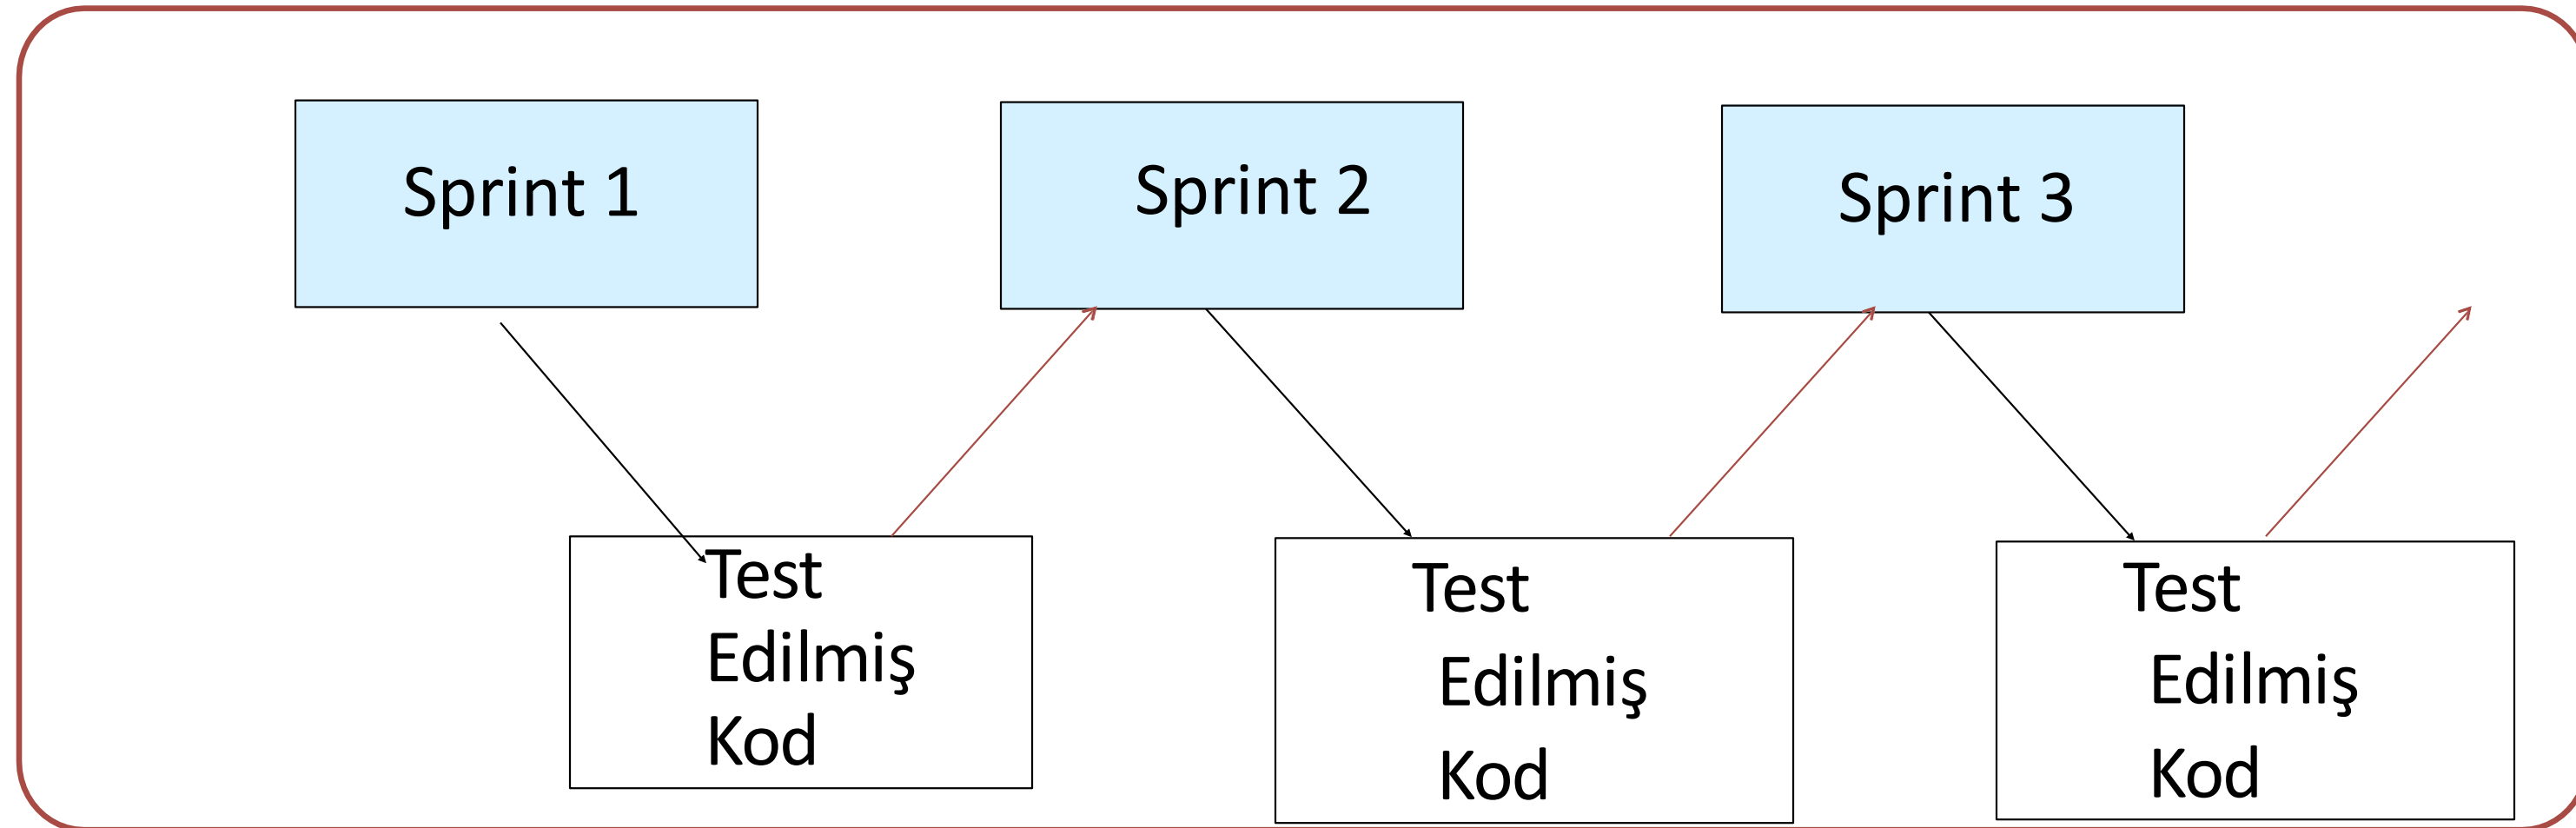 Sprint 1
Sprint 2
Sprint 3
Test
Edilmiş
Kod
Test
Edilmiş
Kod
Test
Edilmiş
Kod